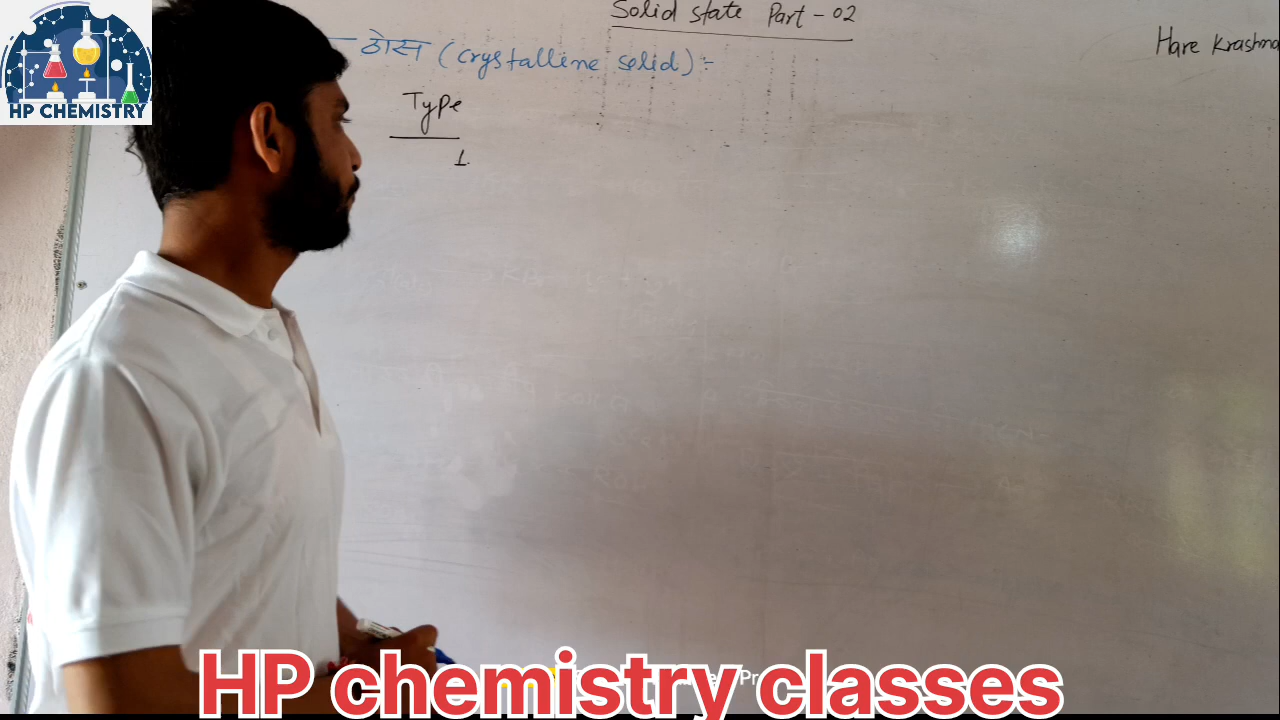 Solid state Part - 02
Hare Krashna
ठोस (Crystalline solid) :-
Type
1.
HP CHEMISTRY
HP chemistry classes